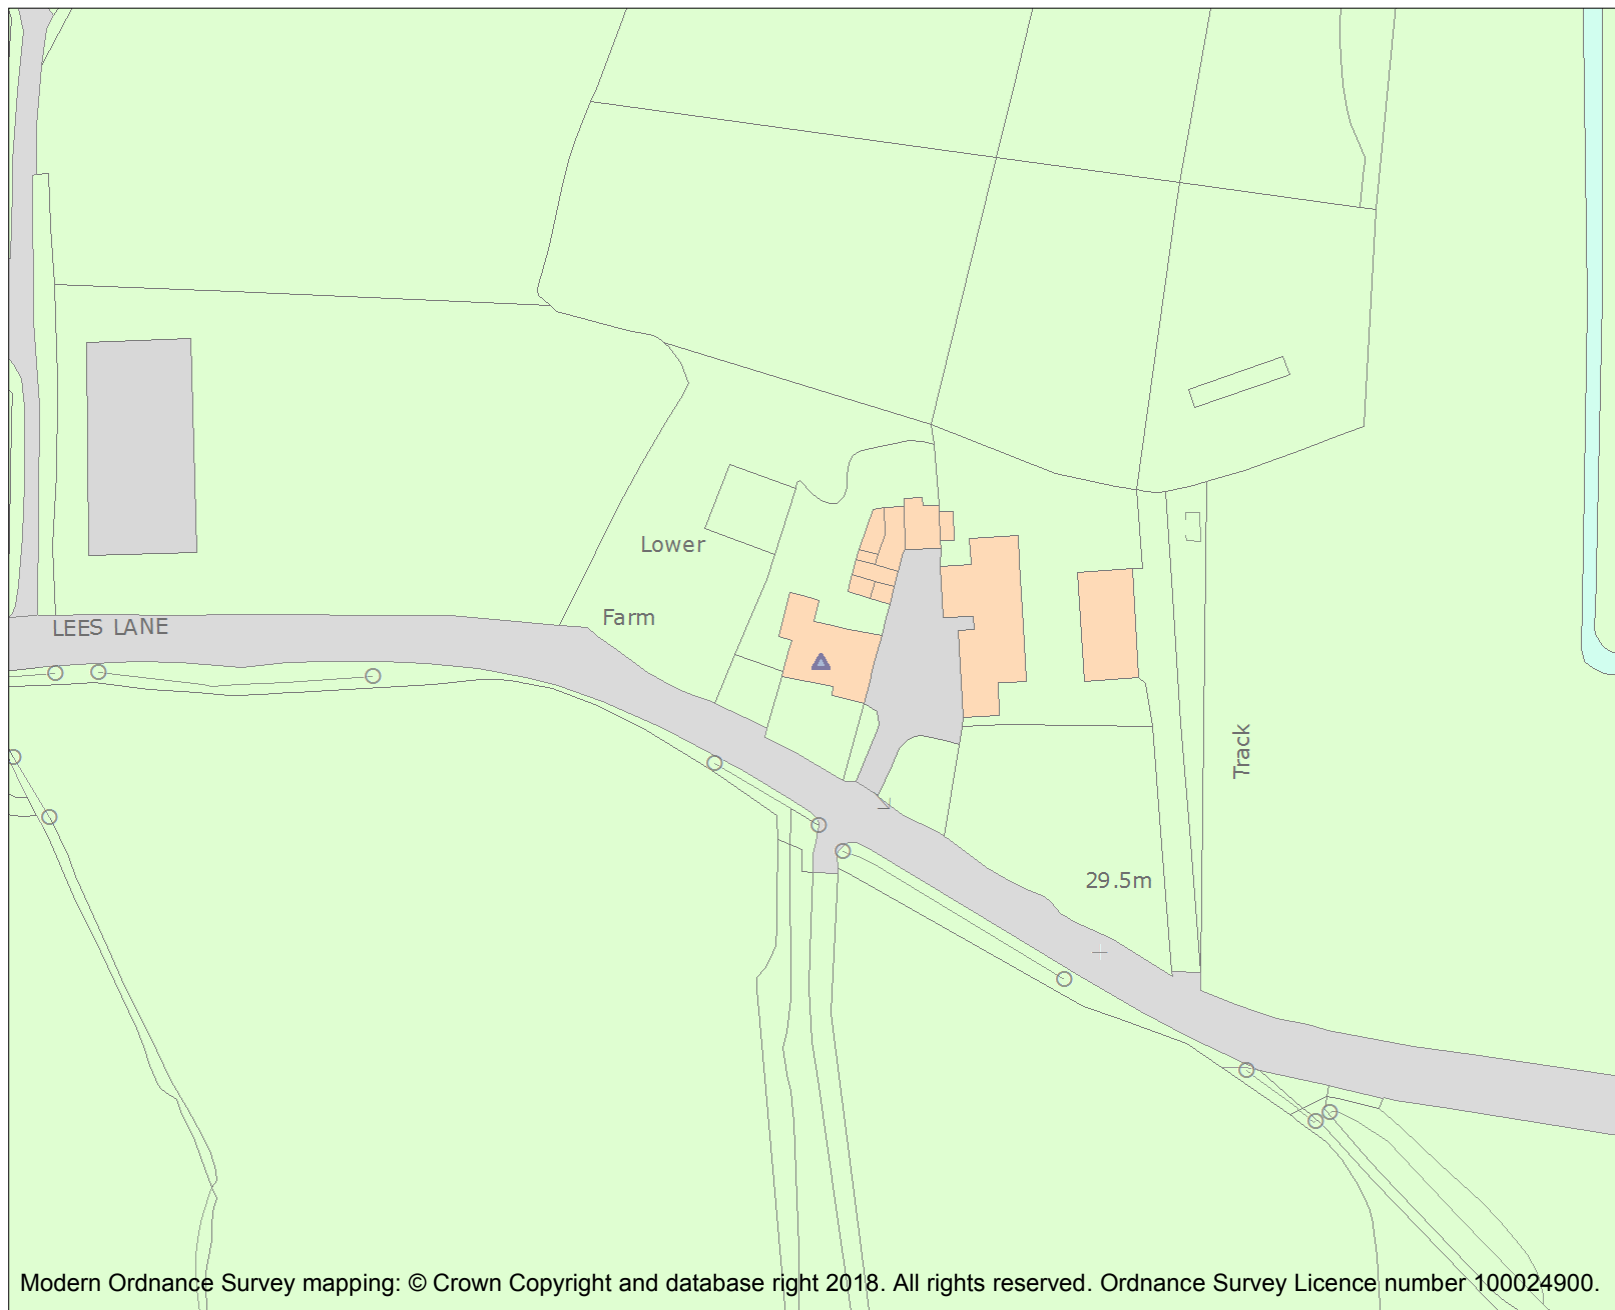 Lower
Farm
LEES LANE
Track
29.5m
Modern Ordnance Survey mapping: © Crown Copyright and database right 2018. All rights reserved. Ordnance Survey Licence number 100024900.